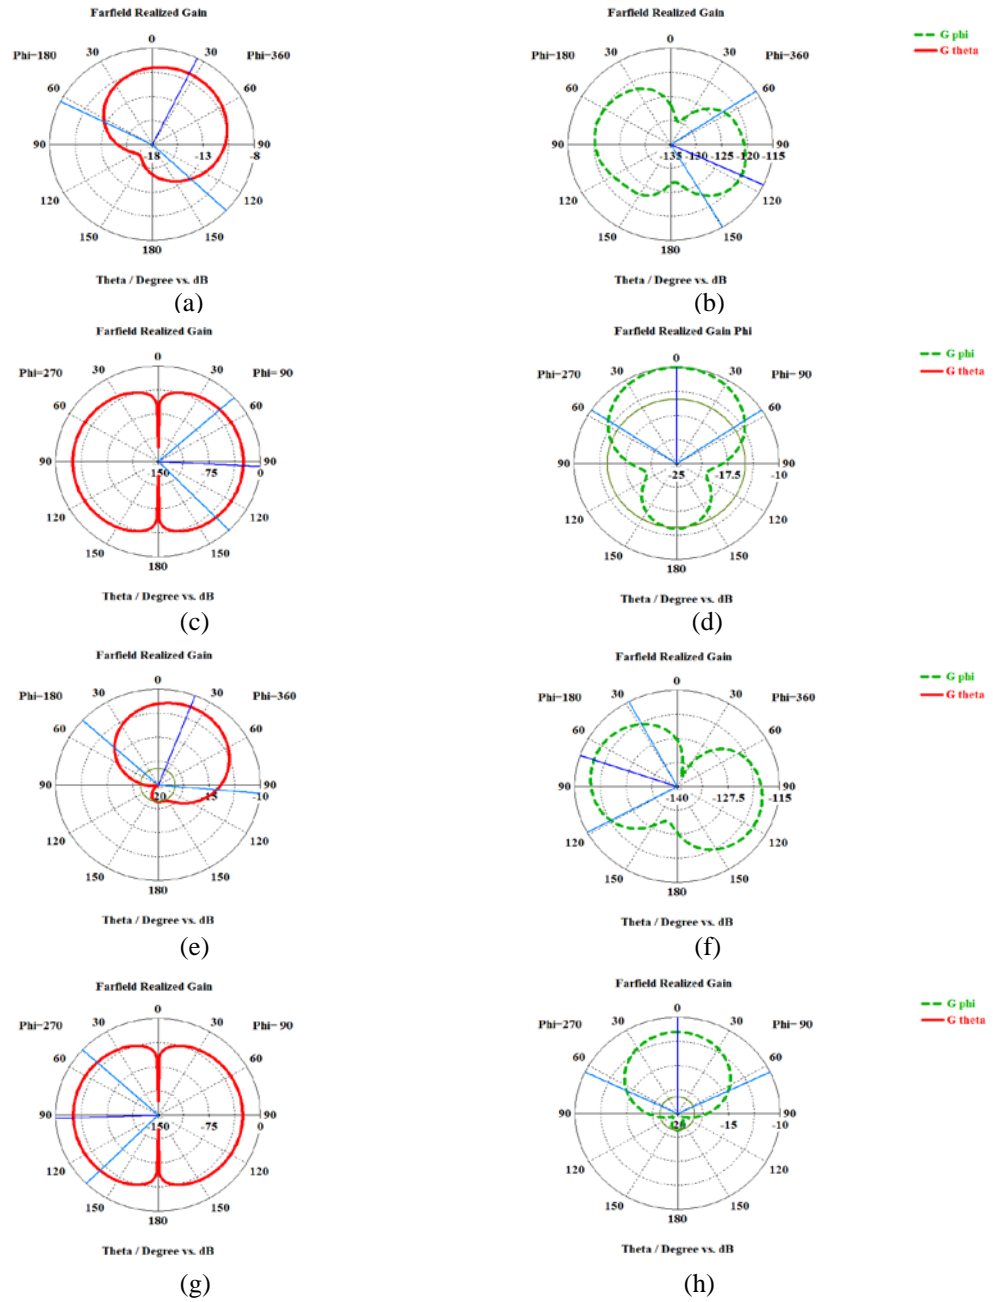 Farfield Realized Gain
0
30 30
Phi=180 Phi=360
60 60
90 -18 -13 -8 90
120 120
150 150
180
Theta / Degree vs. dB
(a)
Farfield Realized Gain
0
30 30
Phi=180 Phi=360
60 60
90 -135 -130 -125 -120 -115 90
120 120
150 150
180
Theta / Degree vs. dB
(b)
G phi
G theta
Farfield Realized Gain
0
30 30
Phi=270 Phi= 90
60 60
90 -150 -75 0 90
120 120
150 150
180
Theta / Degree vs. dB
(c)
Farfield Realized Gain Phi
0
30 30
Phi=270 Phi= 90
60 60
90 -25 -17.5 -10 90
120 120
150 150
180
Theta / Degree vs. dB
(d)
G phi
G theta
Farfield Realized Gain
0
30 30
Phi=180 Phi=360
60 60
90 -20 -15 -10 90
120 120
150 150
180
Theta / Degree vs. dB
(e)
Farfield Realized Gain
0
30 30
Phi=180 Phi=360
60 60
90 -140 -127.5 -115 90
120 120
150 150
180
Theta / Degree vs. dB
(f)
G phi
G theta
Farfield Realized Gain
0
30 30
Phi=270 Phi= 90
60 60
90 -150 -75 0 90
120 120
150 150
180
Theta / Degree vs. dB
(g)
Farfield Realized Gain
0
30 30
Phi=270 Phi= 90
60 60
90 -20 -15 -10 90
120 120
150 150
180
Theta / Degree vs. dB
(h)
G phi
G theta